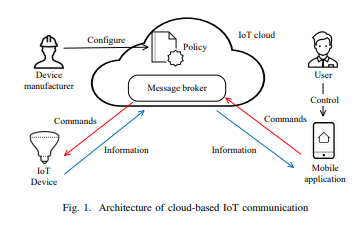 Configure
Policy
IoT cloud
Device
manufacturer
Message broker
User
Control
Commands
Commands
Information
Information
IoT
Device
Mobile
application
Fig. 1. Architecture of cloud-based IoT communication